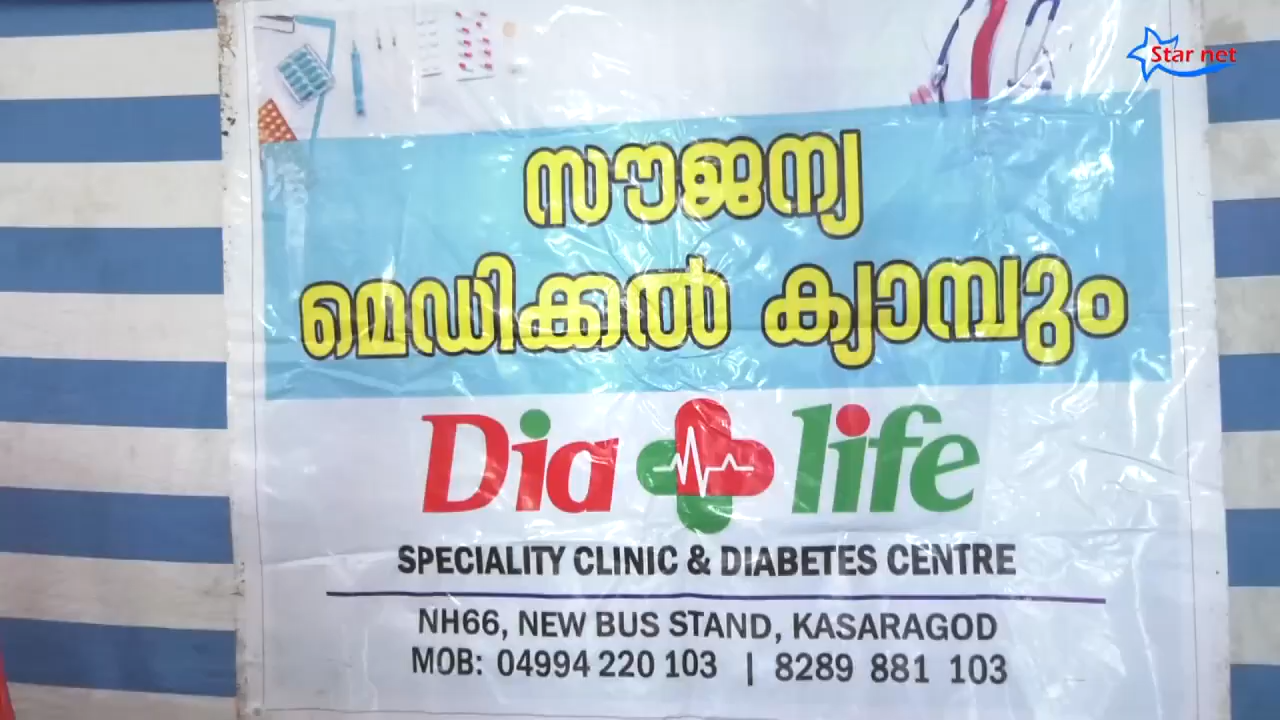 Star net
സൗജന്യ
മെഡിക്കൽ ക്യാമ്പും
Dia life
SPECIALITY CLINIC & DIABETES CENTRE
NH66, NEW BUS STAND, KASARAGOD
MOB: 04994 220 103 | 8289 881 103